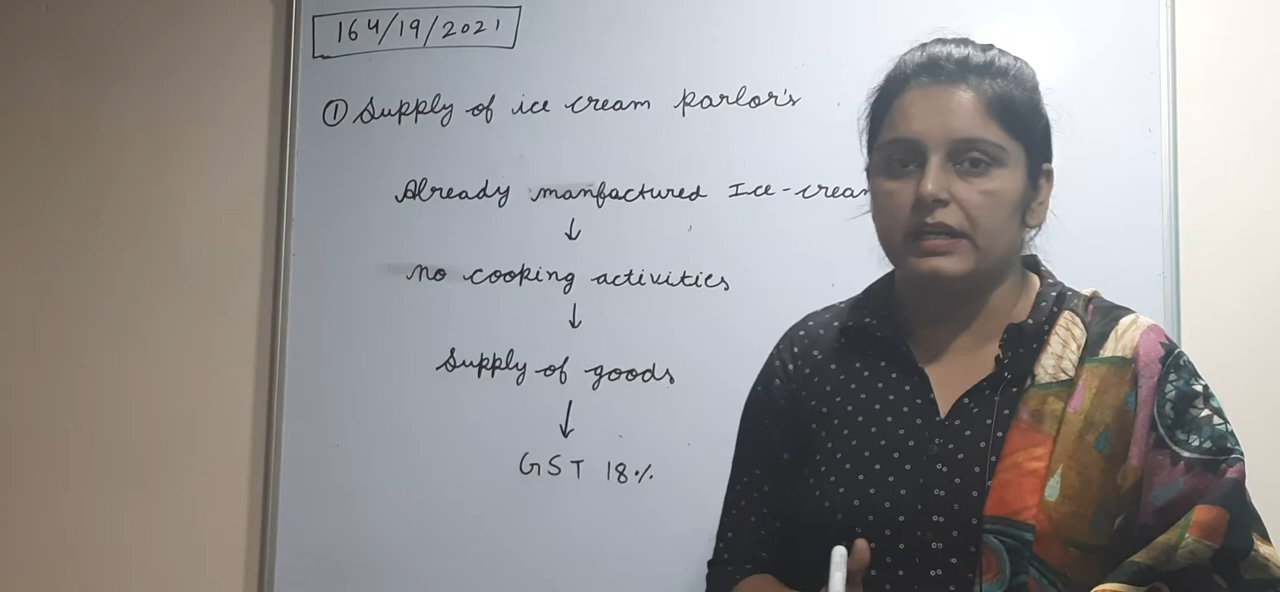 164/19/2021
① Supply of ice cream parlor's
Already manfactured Ice-cream
↓
no cooking activities
↓
Supply of goods
↓
GST 18%